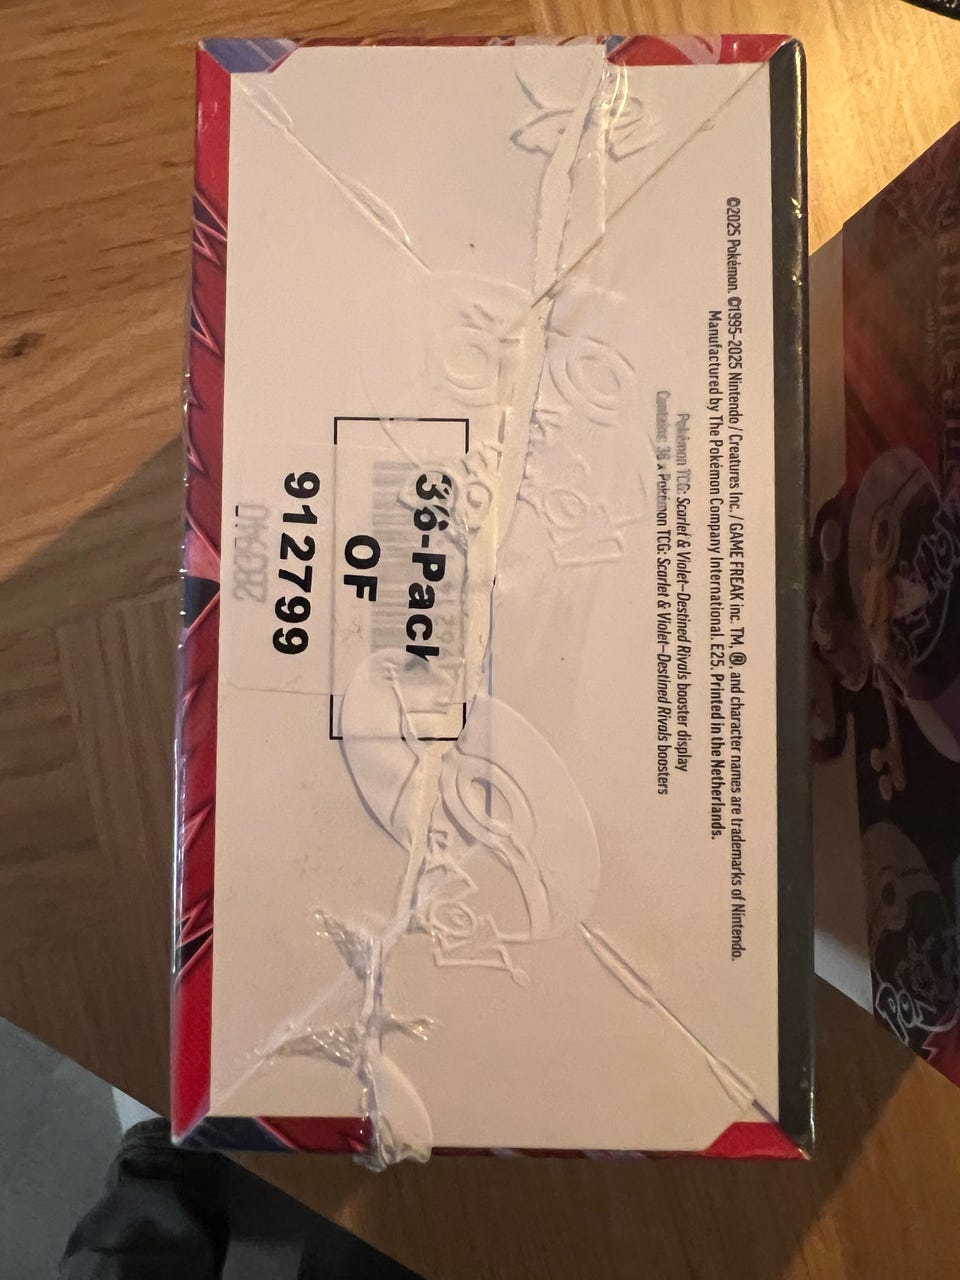 ©2025 Pokémon. ©1995–2025 Nintendo / Creatures Inc. / GAME FREAK inc. TM, ®, and character names are trademarks of Nintendo.
Manufactured by The Pokémon Company International. E25. Printed in the Netherlands.
Pokémon TCG: Scarlet & Violet–Destined Rivals booster display
Contains: 36 x Pokémon TCG: Scarlet & Violet–Destined Rivals boosters
36-Pack
OF
912799